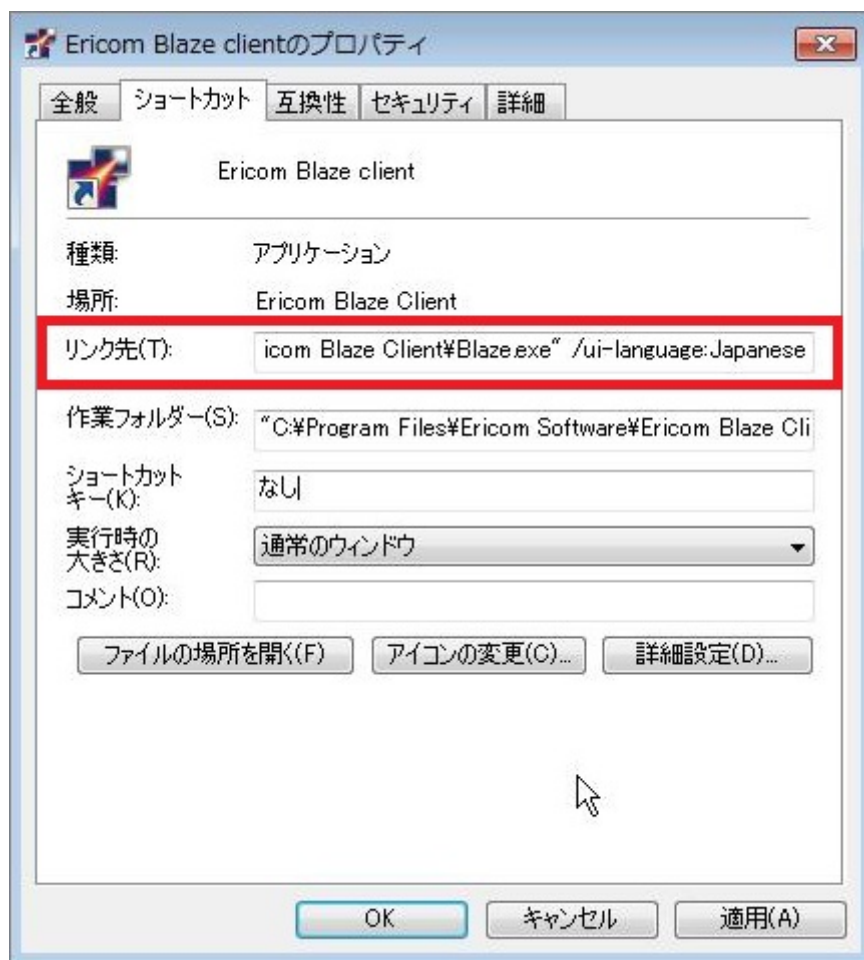 Ericom Blaze clientのプロパティ
全般 ショートカット 互換性 セキュリティ 詳細
Ericom Blaze client
種類: アプリケーション
場所: Ericom Blaze Client
リンク先(T): icom Blaze Client¥Blaze.exe" /ui-language:Japanese
作業フォルダー(S): "C:¥Program Files¥Ericom Software¥Ericom Blaze Cli
ショートカット
キー(K): なし
実行時の
大きさ(R): 通常のウィンドウ
コメント(O):
ファイルの場所を開く(F) アイコンの変更(C)... 詳細設定(D)...
OK キャンセル 適用(A)